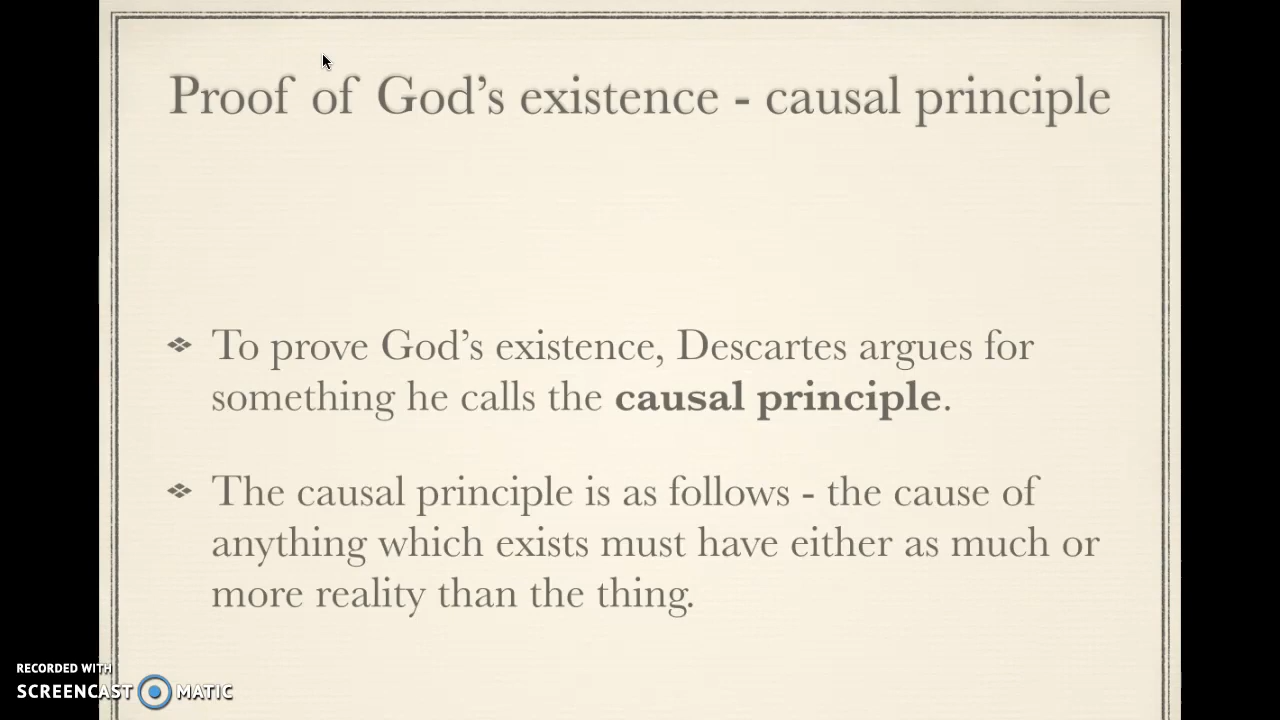 Proof of God’s existence - causal principle
To prove God’s existence, Descartes argues for
something he calls the causal principle.
The causal principle is as follows - the cause of
anything which exists must have either as much or
more reality than the thing.
RECORDED WITH
SCREENCAST MATIC